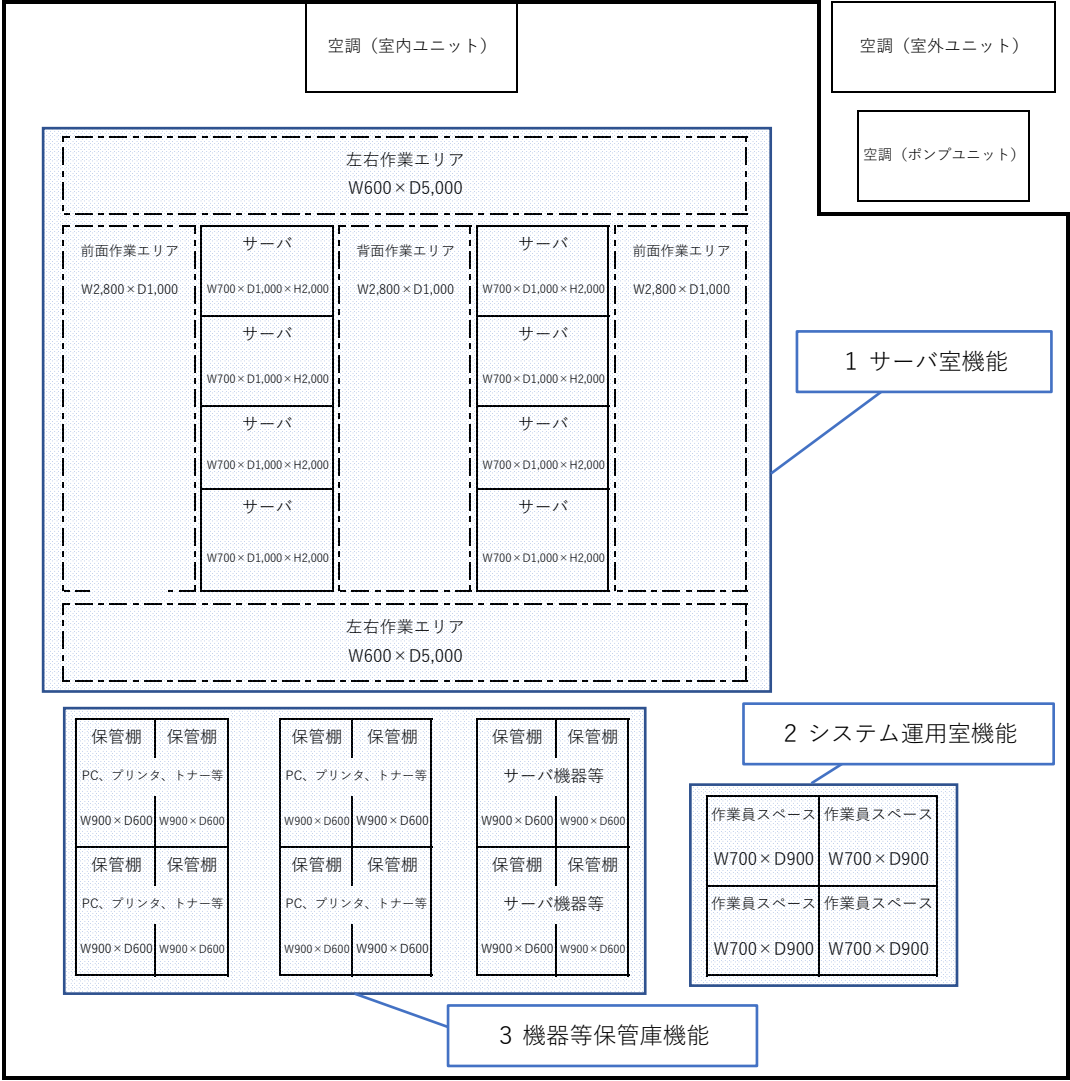 空調（室内ユニット）
空調（室外ユニット）
空調（ポンプユニット）
左右作業エリア
W600×D5,000
前面作業エリア
W2,800×D1,000
サーバ
W700×D1,000×H2,000
サーバ
W700×D1,000×H2,000
サーバ
W700×D1,000×H2,000
サーバ
W700×D1,000×H2,000
背面作業エリア
W2,800×D1,000
サーバ
W700×D1,000×H2,000
サーバ
W700×D1,000×H2,000
サーバ
W700×D1,000×H2,000
サーバ
W700×D1,000×H2,000
前面作業エリア
W2,800×D1,000
左右作業エリア
W600×D5,000
1 サーバ室機能
保管棚 保管棚
PC、プリンタ、トナー等
W900×D600 W900×D600
保管棚 保管棚
PC、プリンタ、トナー等
W900×D600 W900×D600
保管棚 保管棚
PC、プリンタ、トナー等
W900×D600 W900×D600
保管棚 保管棚
PC、プリンタ、トナー等
W900×D600 W900×D600
保管棚 保管棚
サーバ機器等
W900×D600 W900×D600
保管棚 保管棚
サーバ機器等
W900×D600 W900×D600
2 システム運用室機能
作業員スペース 作業員スペース
W700×D900 W700×D900
作業員スペース 作業員スペース
W700×D900 W700×D900
3 機器等保管庫機能